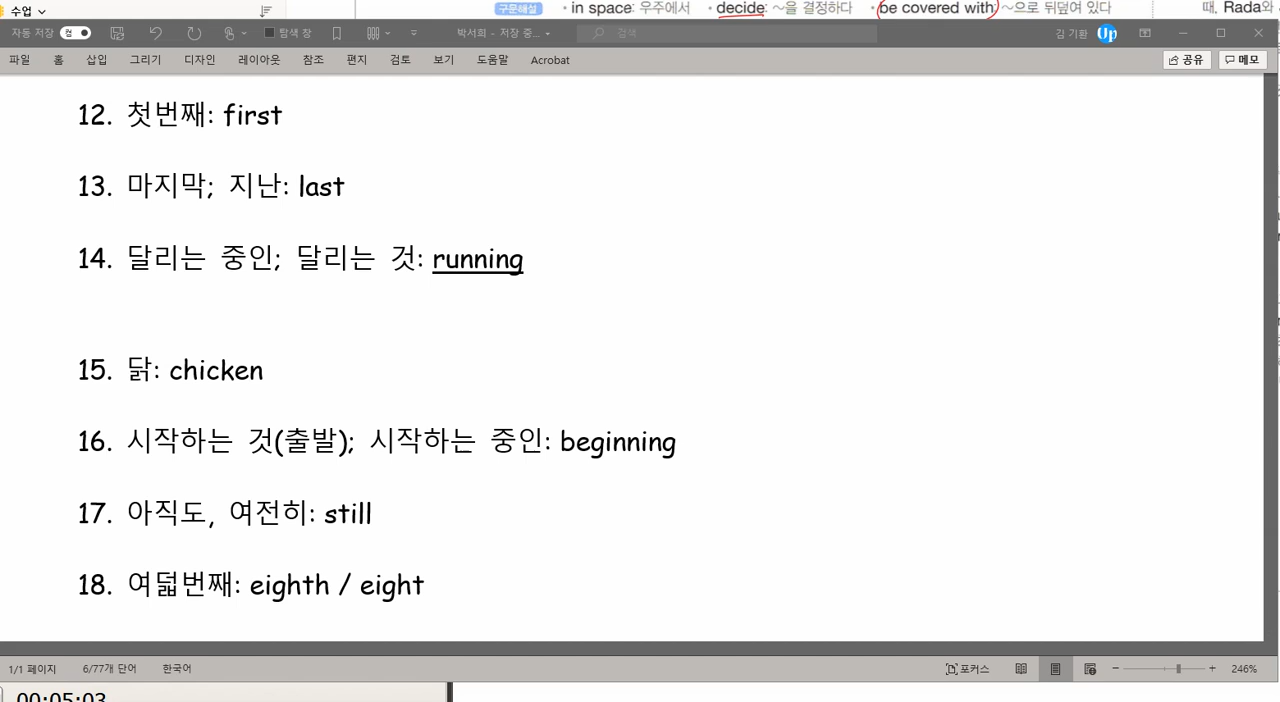 수업
구문해설 • in space: 우주에서 • decide: ~을 결정하다 • be covered with: ~으로 뒤덮여 있다
때, Rada와
자동 저장 켬 탐색 창 박서희 - 저장 중... 검색 김 기환 Up
파일 홈 삽입 그리기 디자인 레이아웃 참조 편지 검토 보기 도움말 Acrobat 공유 메모
12. 첫번째: first
13. 마지막; 지난: last
14. 달리는 중인; 달리는 것: running
15. 닭: chicken
16. 시작하는 것(출발); 시작하는 중인: beginning
17. 아직도, 여전히: still
18. 여덟번째: eighth / eight
1/1 페이지 6/77개 단어 한국어 포커스 246%
00:05:03